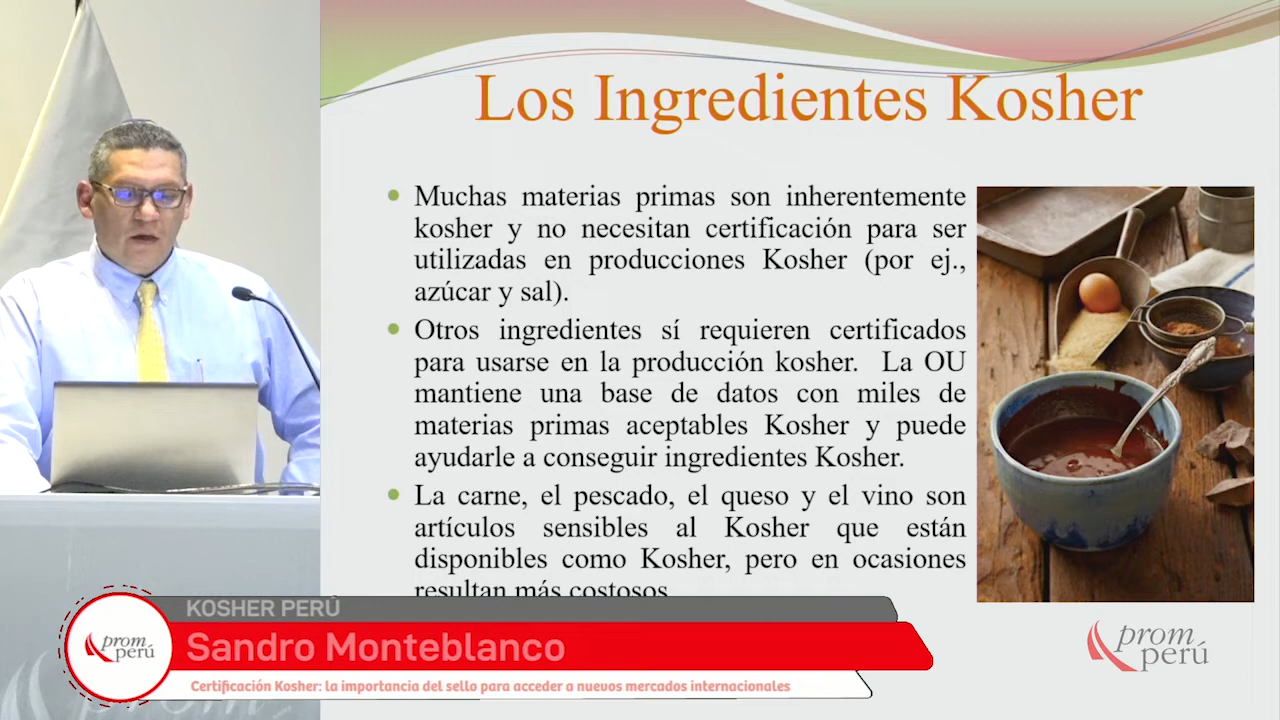 Los Ingredientes Kosher
Muchas materias primas son inherentemente
kosher y no necesitan certificación para ser
utilizadas en producciones Kosher (por ej.,
azúcar y sal).
Otros ingredientes sí requieren certificados
para usarse en la producción kosher. La OU
mantiene una base de datos con miles de
materias primas aceptables Kosher y puede
ayudarle a conseguir ingredientes Kosher.
La carne, el pescado, el queso y el vino son
artículos sensibles al Kosher que están
disponibles como Kosher, pero en ocasiones
resultan más costosos
KOSHER PERÚ
Sandro Monteblanco
Certificación Kosher: la importancia del sello para acceder a nuevos mercados internacionales
prom
perú
prom
perú
prom